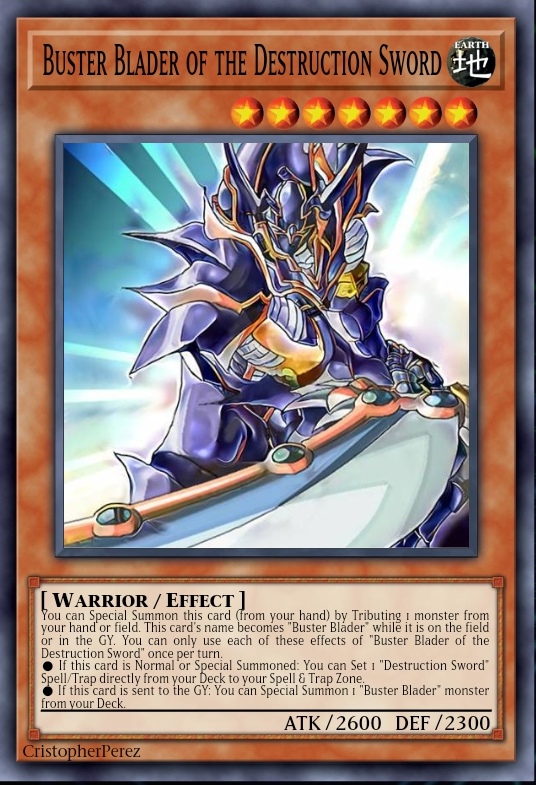 BUSTER BLADER OF THE DESTRUCTION SWORD
EARTH
地
[ WARRIOR / EFFECT ]
You can Special Summon this card (from your hand) by Tributing 1 monster from
your hand or field. This card's name becomes "Buster Blader" while it is on the field
or in the GY. You can only use each of these effects of "Buster Blader of the
Destruction Sword" once per turn.
● If this card is Normal or Special Summoned: You can Set 1 "Destruction Sword"
Spell/Trap directly from your Deck to your Spell & Trap Zone.
● If this card is sent to the GY: You can Special Summon 1 "Buster Blader" monster
from your Deck.
ATK / 2600 DEF / 2300
CristopherPerez